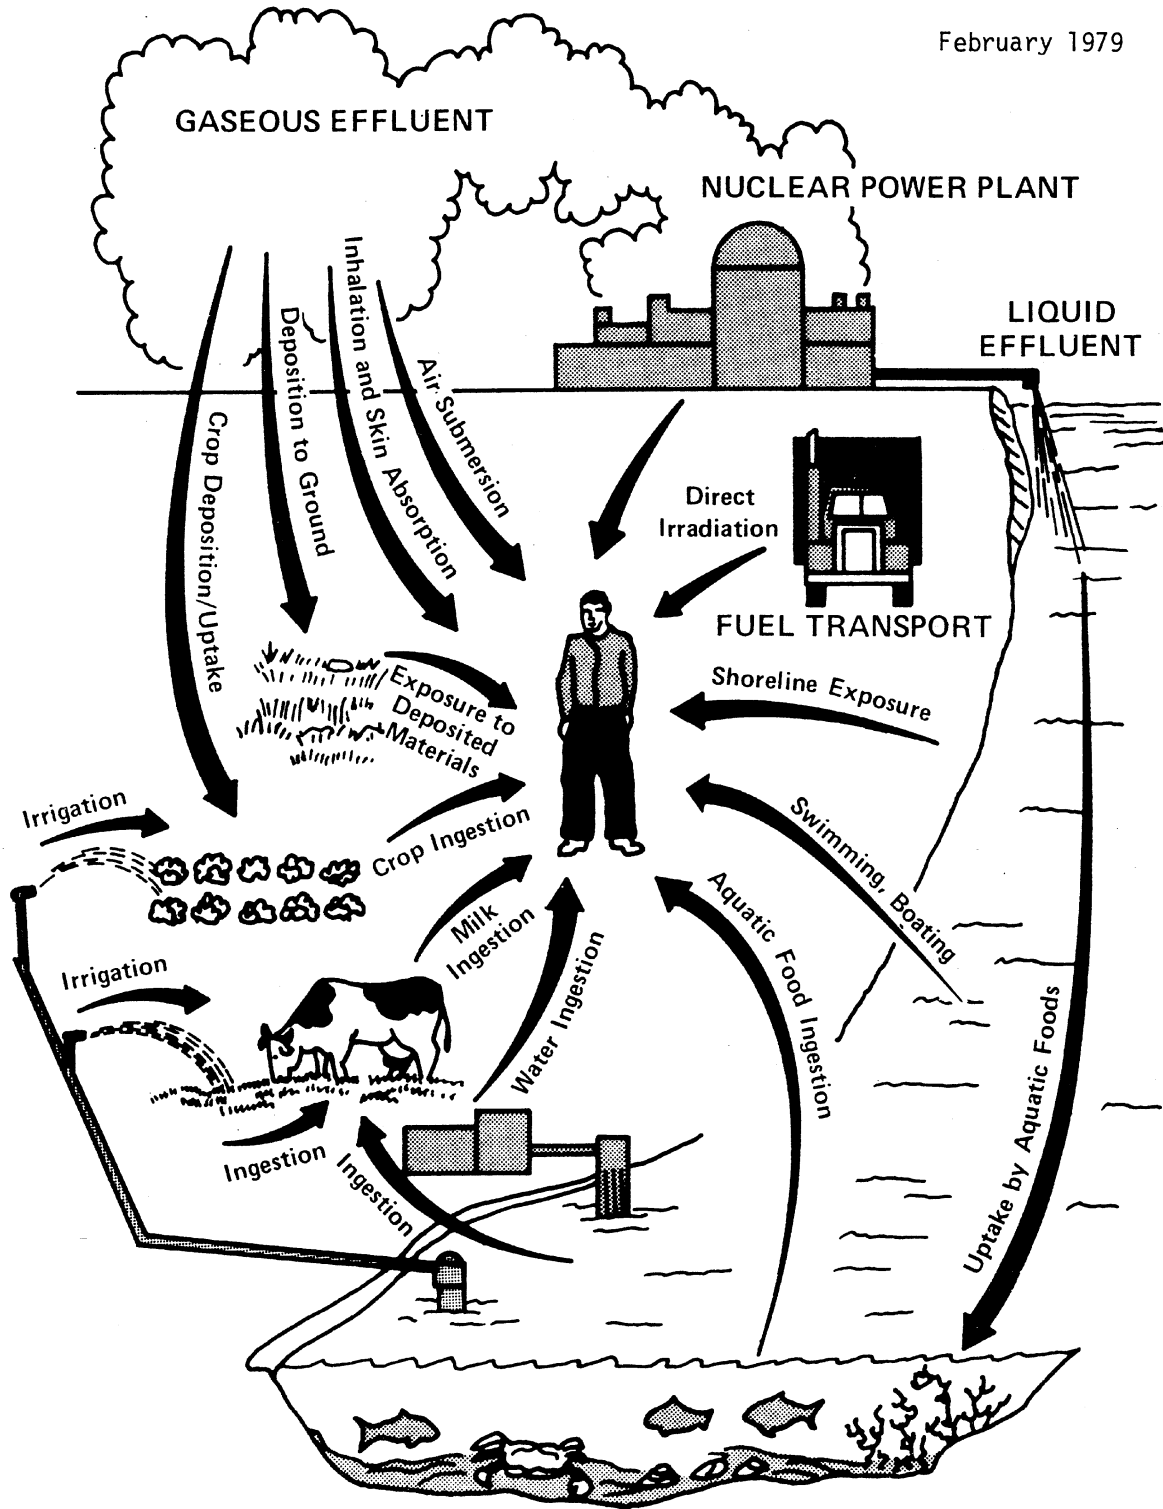 February 1979
GASEOUS EFFLUENT
NUCLEAR POWER PLANT
LIQUID
EFFLUENT
Crop Deposition/Uptake
Deposition to Ground
Inhalation and Skin Absorption
Air Submersion
Direct
Irradiation
FUEL TRANSPORT
Exposure to
Deposited
Materials
Shoreline Exposure
Irrigation
Crop Ingestion
Swimming, Boating
Milk
Ingestion
Irrigation
Water Ingestion
Aquatic Food Ingestion
Uptake by Aquatic Foods
Ingestion
Ingestion